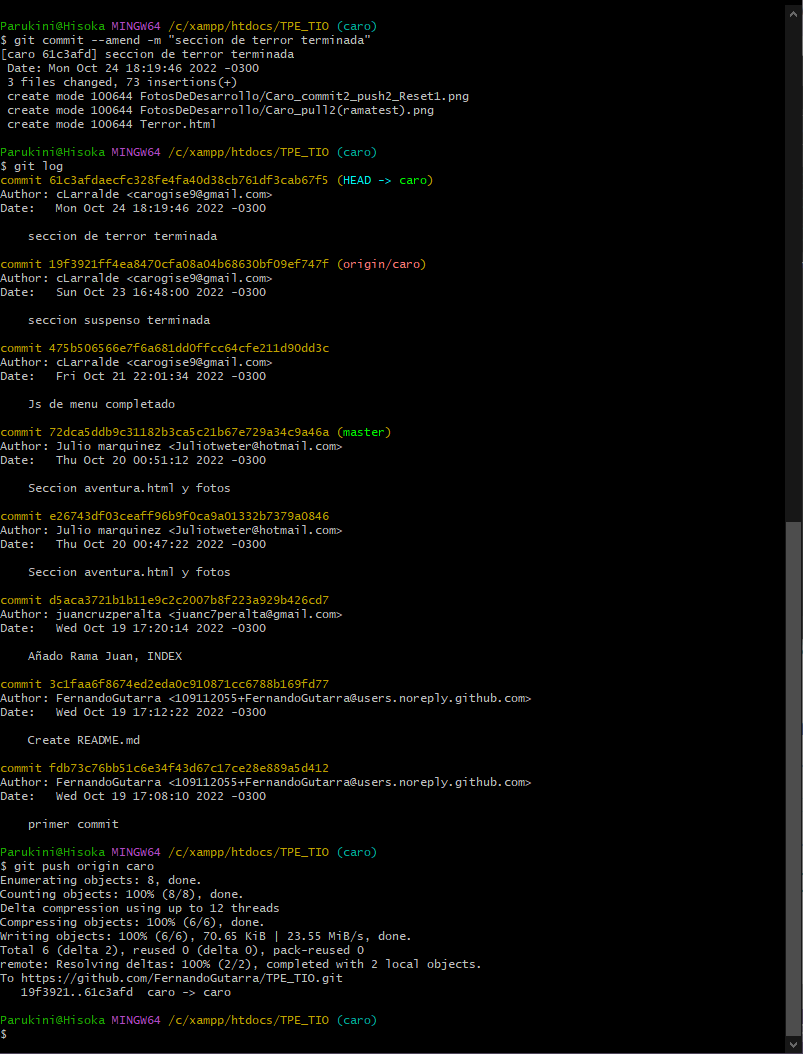 Parukini@Hisoka MINGW64 /c/xampp/htdocs/TPE_TIO (caro)
$ git commit --amend -m "seccion de terror terminada"
[caro 61c3afd] seccion de terror terminada
 Date: Mon Oct 24 18:19:46 2022 -0300
 3 files changed, 73 insertions(+)
 create mode 100644 FotosDeDesarrollo/Caro_commit2_push2_Reset1.png
 create mode 100644 FotosDeDesarrollo/Caro_pull2(ramatest).png
 create mode 100644 Terror.html
Parukini@Hisoka MINGW64 /c/xampp/htdocs/TPE_TIO (caro)
$ git log
commit 61c3afdaecfc328fe4fa40d38cb761df3cab67f5 (HEAD -> caro)
Author: cLarralde <carogise9@gmail.com>
Date:   Mon Oct 24 18:19:46 2022 -0300
    seccion de terror terminada
commit 19f3921ff4ea8470cfa08a04b68630bf09ef747f (origin/caro)
Author: cLarralde <carogise9@gmail.com>
Date:   Sun Oct 23 16:48:00 2022 -0300
    seccion suspenso terminada
commit 475b506566e7f6a681dd0ffcc64cfe211d90dd3c
Author: cLarralde <carogise9@gmail.com>
Date:   Fri Oct 21 22:01:34 2022 -0300
    Js de menu completado
commit 72dca5ddb9c31182b3ca5c21b67e729a34c9a46a (master)
Author: Julio marquinez <Juliotweter@hotmail.com>
Date:   Thu Oct 20 00:51:12 2022 -0300
    Seccion aventura.html y fotos
commit e26743df03ceaff96b9f0ca9a01332b7379a0846
Author: Julio marquinez <Juliotweter@hotmail.com>
Date:   Thu Oct 20 00:47:22 2022 -0300
    Seccion aventura.html y fotos
commit d5aca3721b1b11e9c2c2007b8f223a929b426cd7
Author: juancruzperalta <juanc7peralta@gmail.com>
Date:   Wed Oct 19 17:20:14 2022 -0300
    Añado Rama Juan, INDEX
commit 3c1faa6f8674ed2eda0c910871cc6788b169fd77
Author: FernandoGutarra <109112055+FernandoGutarra@users.noreply.github.com>
Date:   Wed Oct 19 17:12:22 2022 -0300
    Create README.md
commit fdb73c76bb51c6e34f43d67c17ce28e889a5d412
Author: FernandoGutarra <109112055+FernandoGutarra@users.noreply.github.com>
Date:   Wed Oct 19 17:08:10 2022 -0300
    primer commit
Parukini@Hisoka MINGW64 /c/xampp/htdocs/TPE_TIO (caro)
$ git push origin caro
Enumerating objects: 8, done.
Counting objects: 100% (8/8), done.
Delta compression using up to 12 threads
Compressing objects: 100% (6/6), done.
Writing objects: 100% (6/6), 70.65 KiB | 23.55 MiB/s, done.
Total 6 (delta 2), reused 0 (delta 0), pack-reused 0
remote: Resolving deltas: 100% (2/2), completed with 2 local objects.
To https://github.com/FernandoGutarra/TPE_TIO.git
   19f3921..61c3afd  caro -> caro
Parukini@Hisoka MINGW64 /c/xampp/htdocs/TPE_TIO (caro)
$